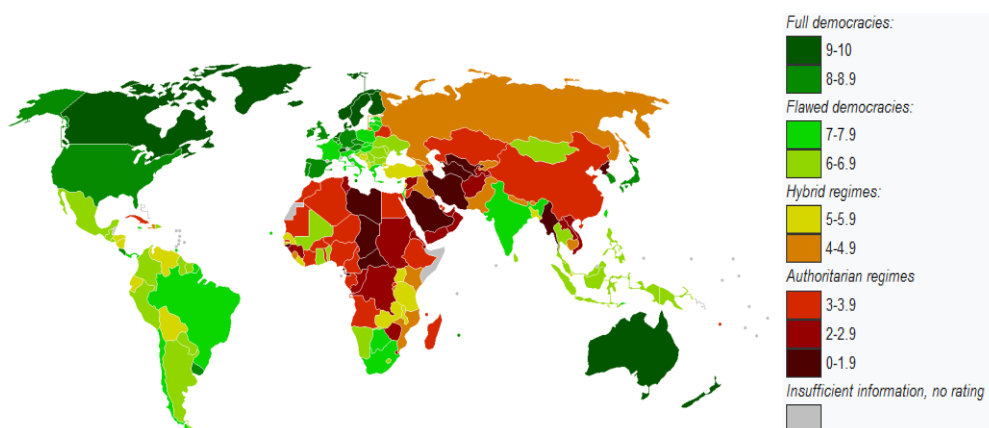 Full democracies:
9-10
8-8.9
Flawed democracies:
7-7.9
6-6.9
Hybrid regimes:
5-5.9
4-4.9
Authoritarian regimes
3-3.9
2-2.9
0-1.9
Insufficient information, no rating